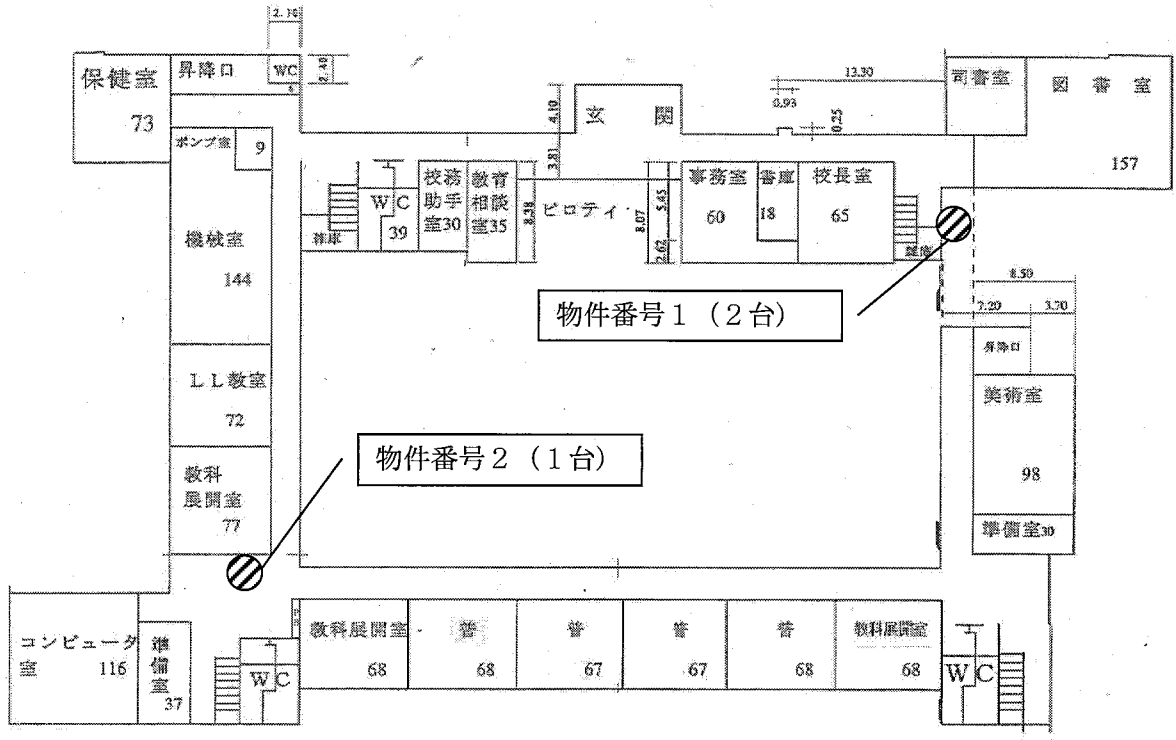 2.10
保健室
73
昇降口
WC
6
2.40
ポンプ室
9
機械室
144
ＬＬ教室
72
教科
展開室
77
4.10
3.81
玄関
13.30
0.93
0.25
司書室
図書室
157
ＷＣ
39
校務
助手
室30
教育
相談
室35
8.38
ピロティ
8.07
5.45
2.62
事務室
60
書庫
18
校長室
65
物件番号１（２台）
8.50
7.20
3.70
昇降口
美術室
98
準備室30
物件番号２（１台）
コンピュータ
室
116
準
備
室
37
ＷＣ
教科展開室
68
普
68
普
67
普
67
普
68
教科展開室
68
ＷＣ